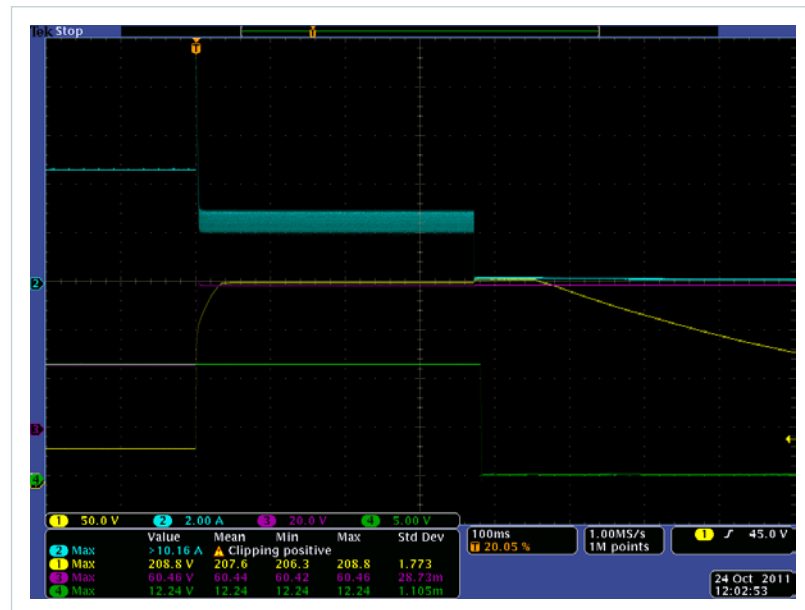 Tek Stop
T
T
2
3
4
1 50.0 V 2 2.00 A 3 20.0 V 4 5.00 V
Value Mean Min Max Std Dev
2 Max >10.16 A Clipping positive
1 Max 208.8 V 207.6 206.3 208.8 1.773
3 Max 60.46 V 60.44 60.42 60.46 28.73m
4 Max 12.24 V 12.24 12.24 12.24 1.105m
100ms
T 20.05 %
1.00MS/s
1M points
1 45.0 V
24 Oct 2011
12:02:53